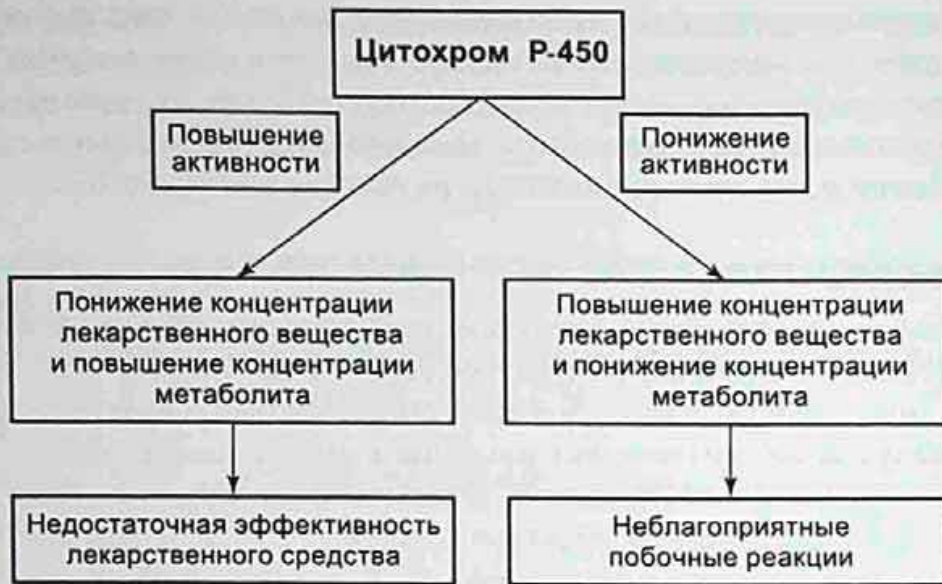 Цитохром Р-450
Повышение
активности
Понижение
активности
Понижение концентрации
лекарственного вещества
и повышение концентрации
метаболита
Повышение концентрации
лекарственного вещества
и понижение концентрации
метаболита
Недостаточная эффективность
лекарственного средства
Неблагоприятные
побочные реакции